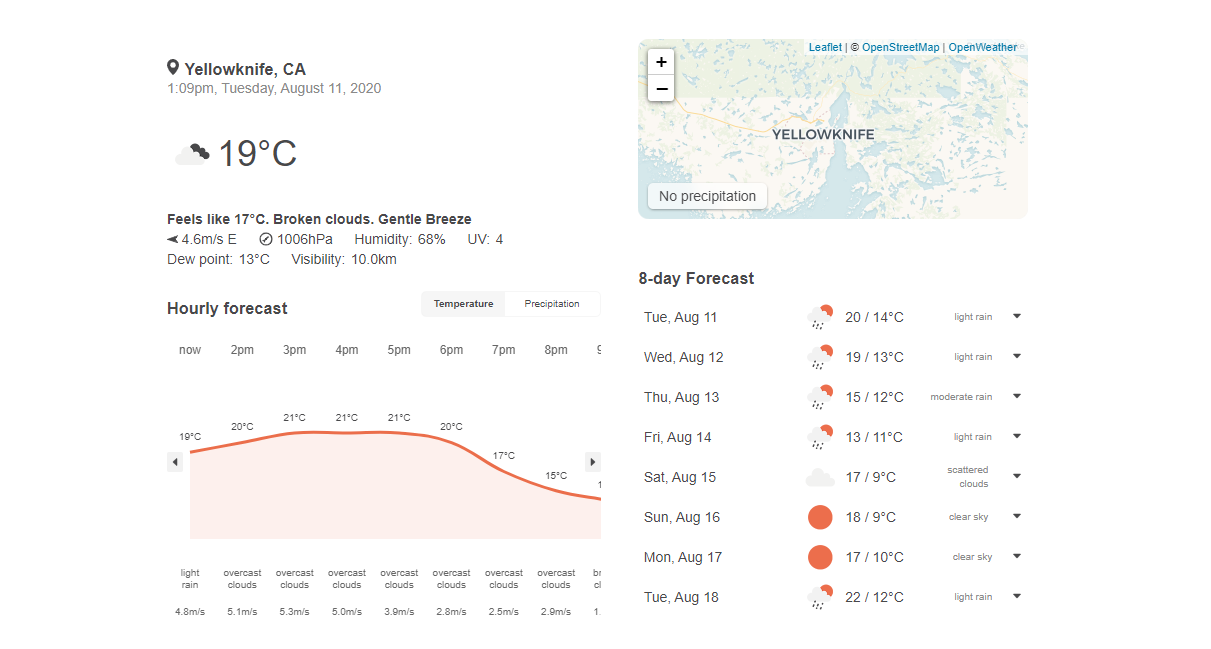 Yellowknife, CA
1:09pm, Tuesday, August 11, 2020
19°C
Feels like 17°C. Broken clouds. Gentle Breeze
4.6m/s E 1006hPa Humidity: 68% UV: 4
Dew point: 13°C Visibility: 10.0km
Hourly forecast
Temperature Precipitation
now 2pm 3pm 4pm 5pm 6pm 7pm 8pm
19°C 20°C 21°C 21°C 21°C 20°C 17°C 15°C
light overcast overcast overcast overcast overcast overcast overcast
rain clouds clouds clouds clouds clouds clouds clouds
4.8m/s 5.1m/s 5.3m/s 5.0m/s 3.9m/s 2.8m/s 2.5m/s 2.9m/s
Leaflet | © OpenStreetMap | OpenWeather
+
−
YELLOWKNIFE
No precipitation
8-day Forecast
Tue, Aug 11 20 / 14°C light rain
Wed, Aug 12 19 / 13°C light rain
Thu, Aug 13 15 / 12°C moderate rain
Fri, Aug 14 13 / 11°C light rain
Sat, Aug 15 17 / 9°C scattered
clouds
Sun, Aug 16 18 / 9°C clear sky
Mon, Aug 17 17 / 10°C clear sky
Tue, Aug 18 22 / 12°C light rain